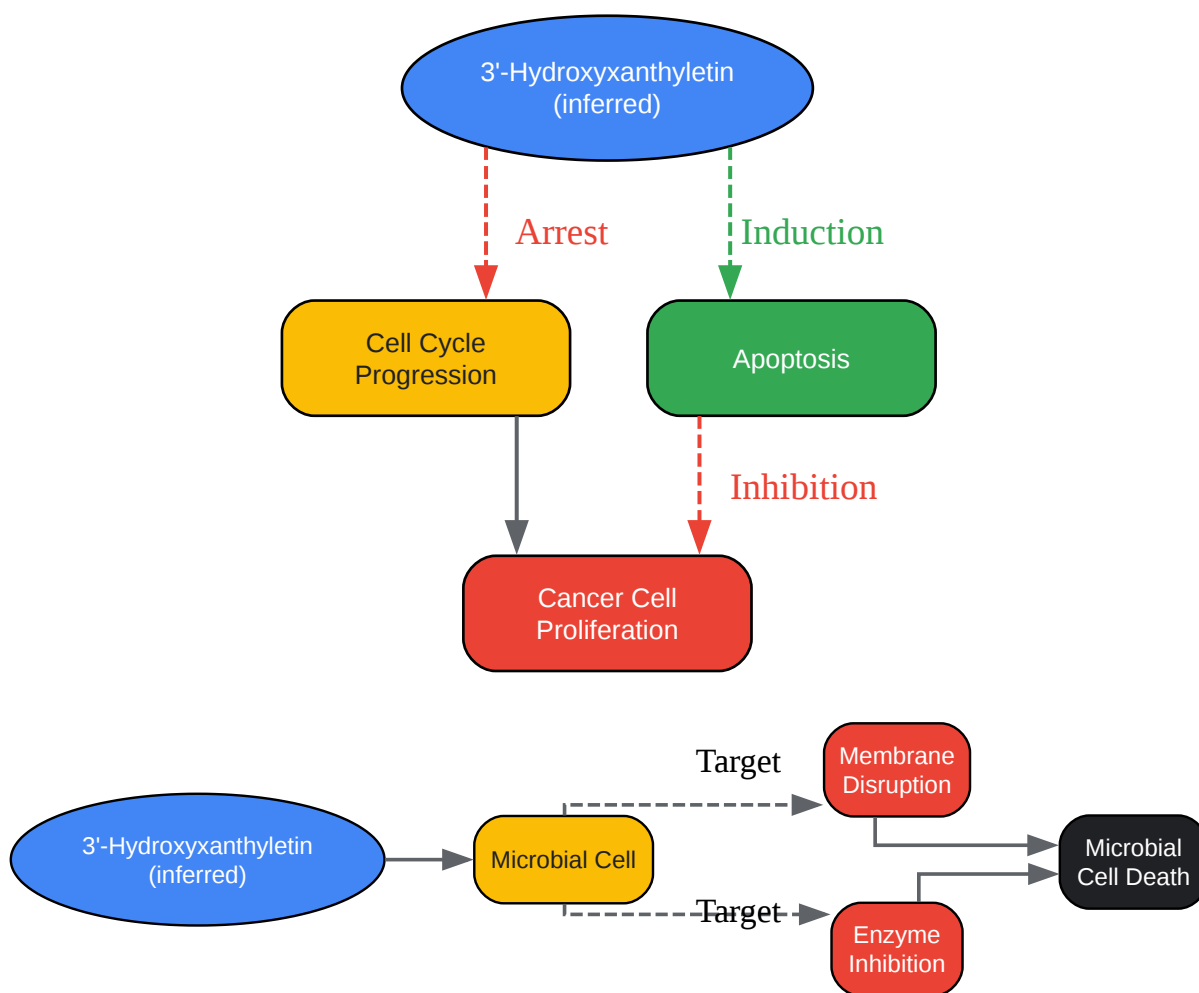 3'-Hydroxyxanthyletin
(inferred)
Arrest
Induction
Cell Cycle
Progression
Apoptosis
Inhibition
Cancer Cell
Proliferation
Target
Membrane
Disruption
3'-Hydroxyxanthyletin
(inferred)
Microbial Cell
Microbial
Cell Death
Target
Enzyme
Inhibition